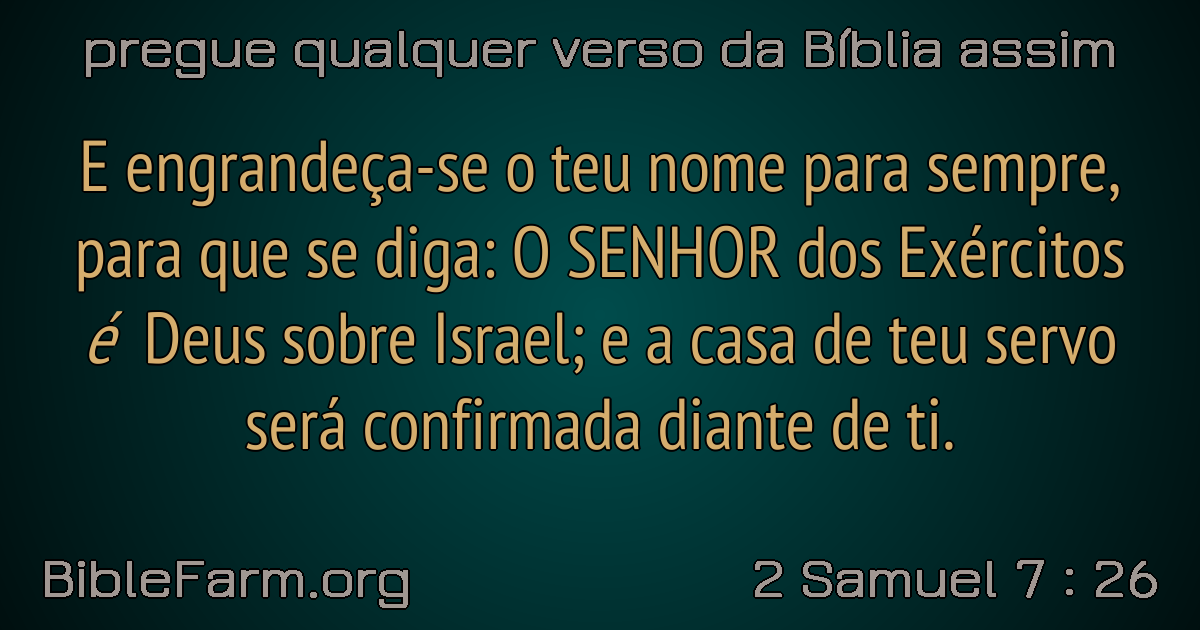 pregue qualquer verso da Bíblia assim
E engrandeça-se o teu nome para sempre,
para que se diga: O SENHOR dos Exércitos
é Deus sobre Israel; e a casa de teu servo
será confirmada diante de ti.
BibleFarm.org
2 Samuel 7 : 26